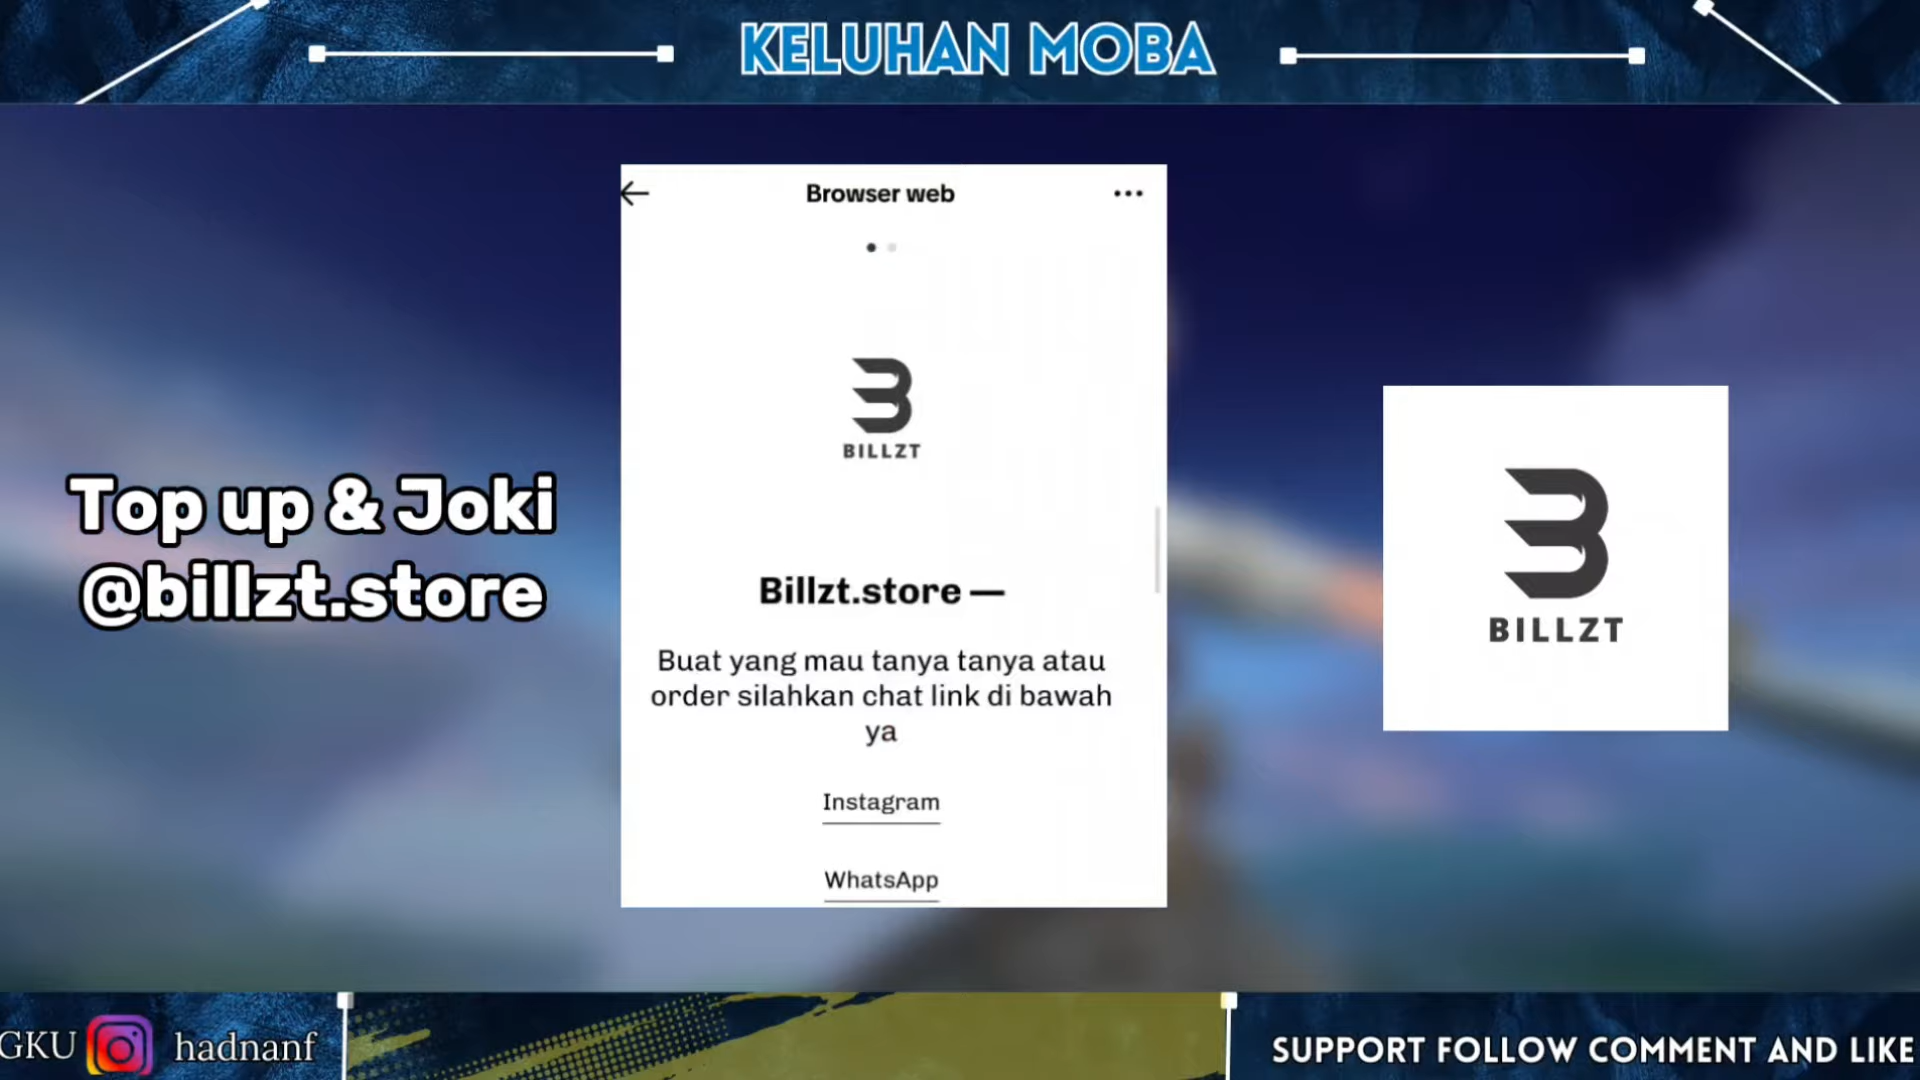 KELUHAN MOBA
Browser web
BILLZT
Top up & Joki
@billzt.store
Billzt.store —
Buat yang mau tanya tanya atau
order silahkan chat link di bawah
ya
Instagram
WhatsApp
BILLZT
GKU
hadnanf
SUPPORT FOLLOW COMMENT AND LIKE